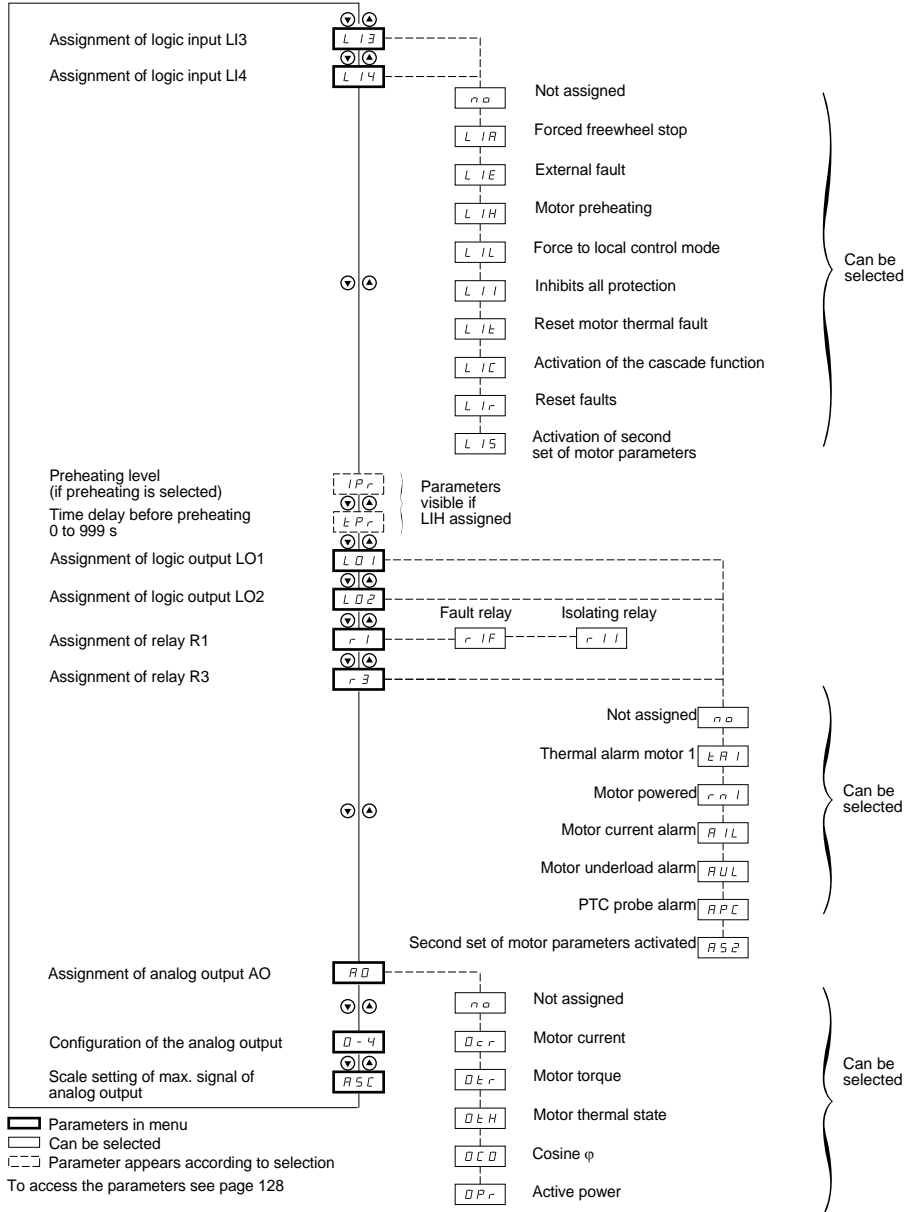 Assignment of logic input LI3
LI3
Assignment of logic input LI4
LI4
no
Not assigned
LIA
Forced freewheel stop
LIE
External fault
LIH
Motor preheating
LIL
Force to local control mode
LII
Inhibits all protection
LIt
Reset motor thermal fault
LIC
Activation of the cascade function
LIr
Reset faults
LIS
Activation of second
set of motor parameters
Can be
selected
Preheating level
(if preheating is selected)
IPr
Time delay before preheating
0 to 999 s
tPr
Parameters
visible if
LIH assigned
Assignment of logic output LO1
LO1
Assignment of logic output LO2
LO2
Assignment of relay R1
r1
Fault relay
r1F
Isolating relay
r1I
Assignment of relay R3
r3
Not assigned
no
Thermal alarm motor 1
tA1
Motor powered
rn1
Motor current alarm
AIL
Motor underload alarm
AUL
PTC probe alarm
APC
Second set of motor parameters activated
AS2
Can be
selected
Assignment of analog output AO
AO
Configuration of the analog output
0-4
Scale setting of max. signal of
analog output
ASC
no
Not assigned
Ocr
Motor current
Otr
Motor torque
OtH
Motor thermal state
OCO
Cosine φ
OPr
Active power
Can be
selected
Parameters in menu
Can be selected
Parameter appears according to selection
To access the parameters see page 128